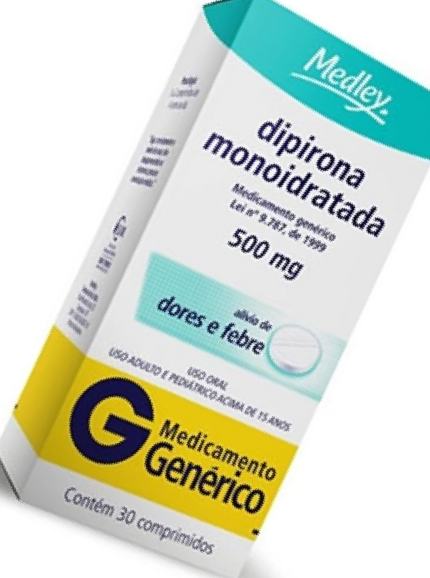 Medley.
dipirona
monoidratada
Medicamento genérico
Lei nº 9.787, de 1999
500 mg
alívio de
dores e febre
USO ORAL
USO ADULTO E PEDIÁTRICO ACIMA DE 15 ANOS
G Medicamento
Genérico
Contém 30 comprimidos